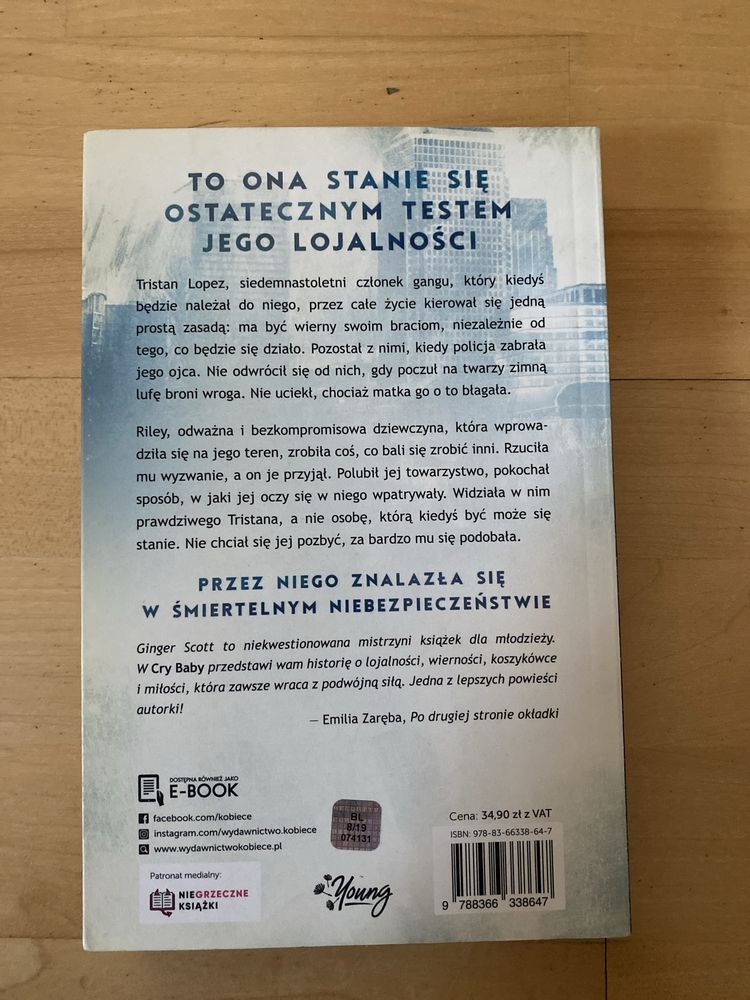 TO ONA STANIE SIĘ
OSTATECZNYM TESTEM
JEGO LOJALNOŚCI
Tristan Lopez, siedemnastoletni członek gangu, który kiedyś
będzie należał do niego, przez całe życie kierował się jedną
prostą zasadą: ma być wierny swoim braciom, niezależnie od
tego, co będzie się działo. Pozostał z nimi, kiedy policja zabrała
jego ojca. Nie odwrócił się od nich, gdy poczuł na twarzy zimną
lufę broni wroga. Nie uciekł, chociaż matka go o to błagała.
Riley, odważna i bezkompromisowa dziewczyna, która wprowa-
dziła się na jego teren, zrobiła coś, co bali się zrobić inni. Rzuciła
mu wyzwanie, a on je przyjął. Polubił jej towarzystwo, pokochał
sposób, w jaki jej oczy się w niego wpatrywały. Widziała w nim
prawdziwego Tristana, a nie osobę, którą kiedyś być może się
stanie. Nie chciał się jej pozbyć, za bardzo mu się podobała.
PRZEZ NIEGO ZNALAZŁA SIĘ
W ŚMIERTELNYM NIEBEZPIECZEŃSTWIE
Ginger Scott to niekwestionowana mistrzyni książek dla młodzieży.
W Cry Baby przedstawi wam historię o lojalności, wierności, koszykówce
i miłości, która zawsze wraca z podwójną siłą. Jedna z lepszych powieści
autorki!
— Emilia Zaręba, Po drugiej stronie okładki
DOSTĘPNA RÓWNIEŻ JAKO
E-BOOK
facebook.com/kobiece
instagram.com/wydawnictwo.kobiece
www.wydawnictwokobiece.pl
Patronat medialny:
NIEGRZECZNE
KSIĄŻKI
BL
8/19
074131
Young
Cena: 34,90 zł z VAT
ISBN: 978-83-66338-64-7
9 788366 338647